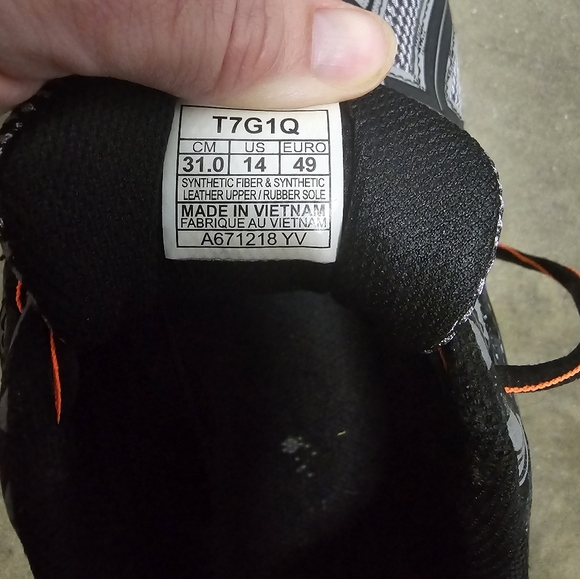 T7G1Q
CM US EURO
31.0 14 49
SYNTHETIC FIBER & SYNTHETIC
LEATHER UPPER / RUBBER SOLE
MADE IN VIETNAM
FABRIQUE AU VIETNAM
A671218 YV